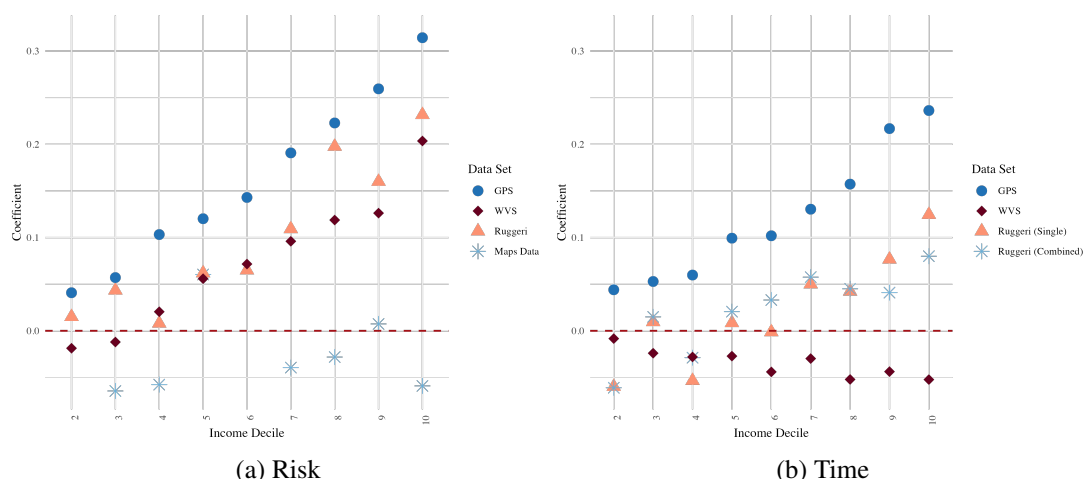 0.3
0.2
0.1
0.0
Coefficient
2 3 4 5 6 7 8 9 10
Income Decile
Data Set
GPS
WVS
Ruggeri
Maps Data
(a) Risk
0.3
0.2
0.1
0.0
Coefficient
2 3 4 5 6 7 8 9 10
Income Decile
Data Set
GPS
WVS
Ruggeri (Single)
Ruggeri (Combined)
(b) Time